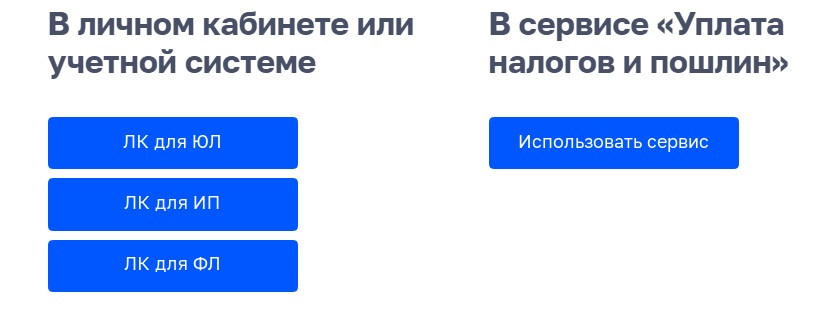 В личном кабинете или
учетной системе
ЛК для ЮЛ
ЛК для ИП
ЛК для ФЛ
В сервисе «Уплата
налогов и пошлин»
Использовать сервис